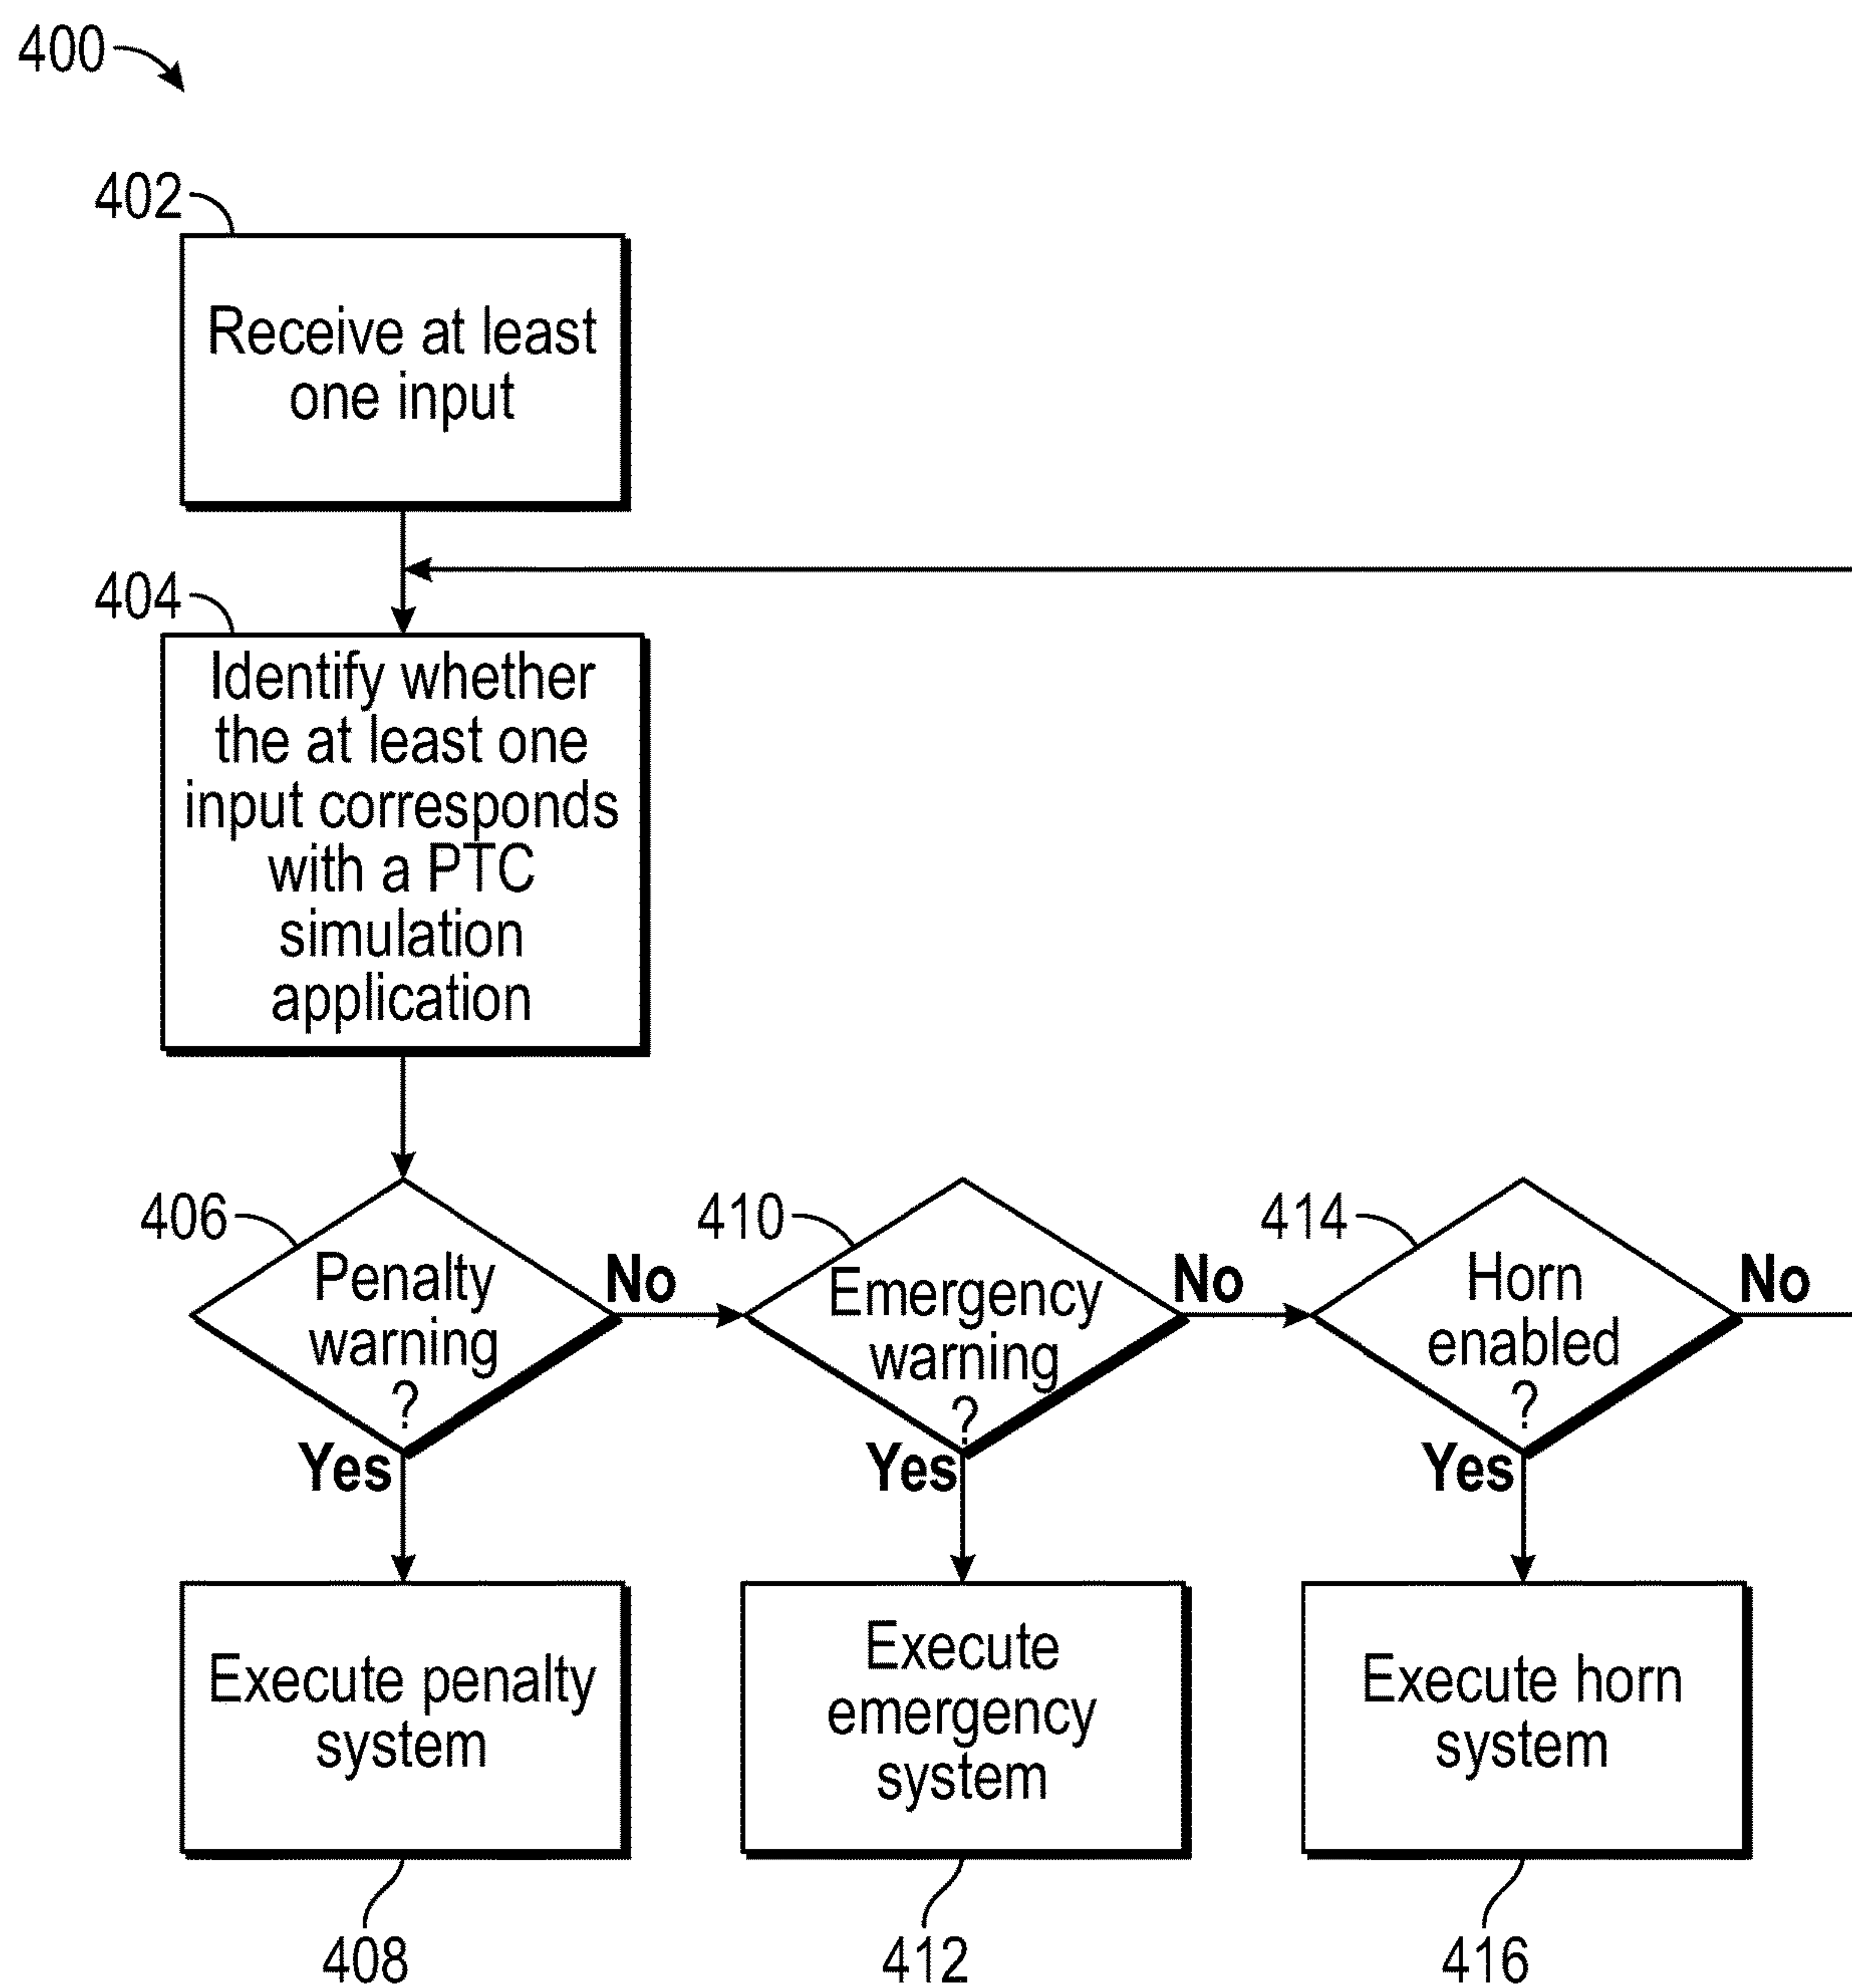 400
402
Receive at least
one input
404
Identify whether
the at least one
input corresponds
with a PTC
simulation
application
406
Penalty
warning
?
No
Yes
410
Emergency
warning
?
No
Yes
414
Horn
enabled
?
No
Yes
Execute penalty
system
408
Execute
emergency
system
412
Execute horn
system
416